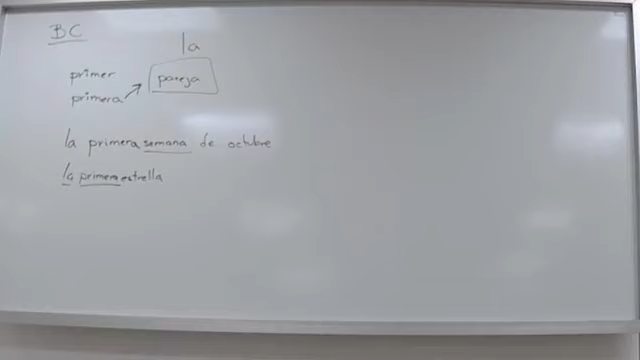 BC
la
primer
pareja
primera
la primera semana de octubre
la primera estrella